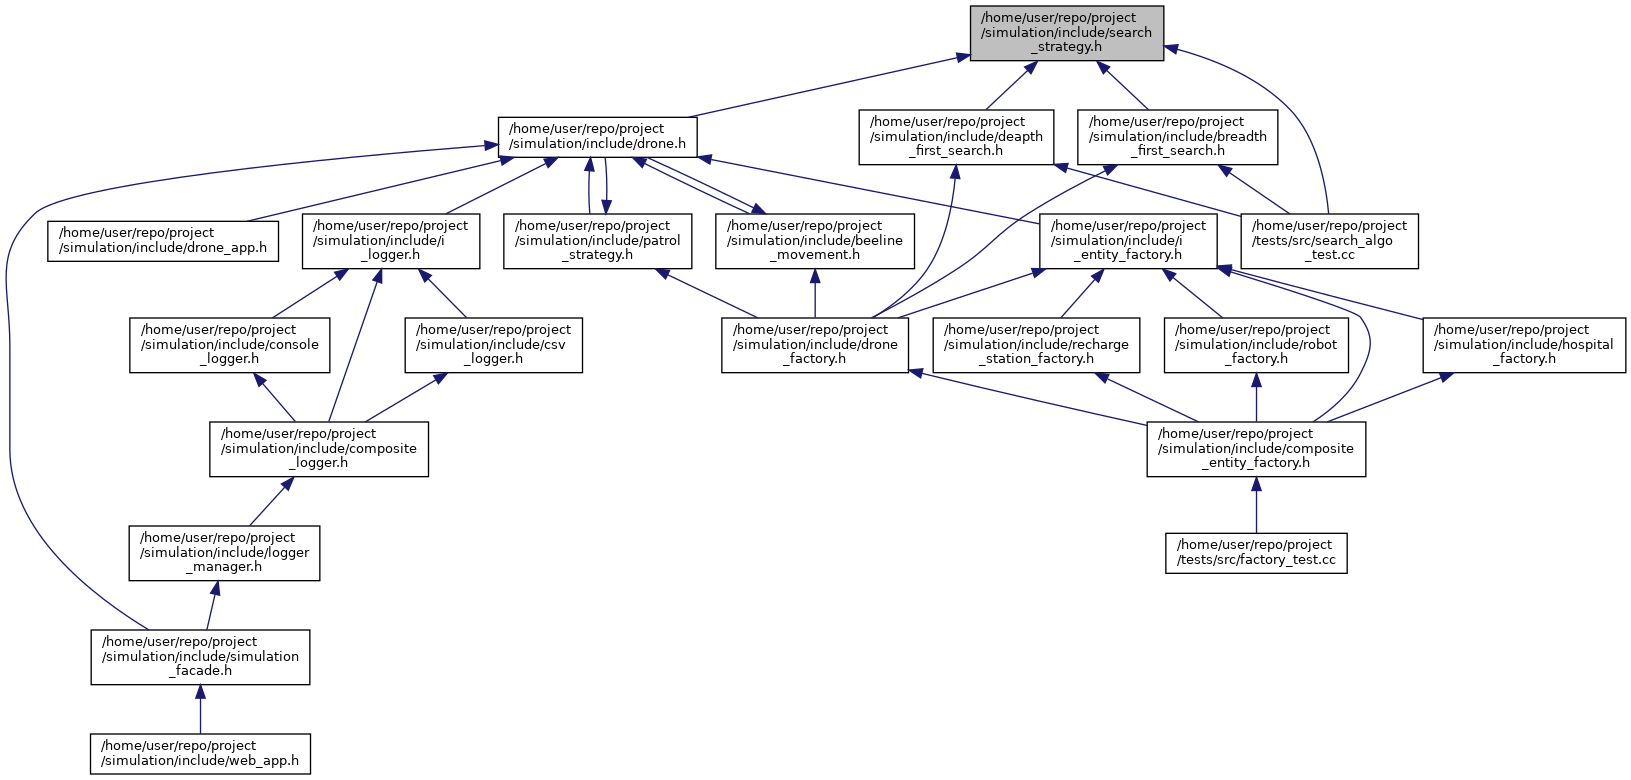 /home/user/repo/project
/simulation/include/search
_strategy.h
/home/user/repo/project
/simulation/include/drone.h
/home/user/repo/project
/simulation/include/deapth
_first_search.h
/home/user/repo/project
/simulation/include/breadth
_first_search.h
/home/user/repo/project
/simulation/include/drone_app.h
/home/user/repo/project
/simulation/include/i
_logger.h
/home/user/repo/project
/simulation/include/patrol
_strategy.h
/home/user/repo/project
/simulation/include/beeline
_movement.h
/home/user/repo/project
/simulation/include/i
_entity_factory.h
/home/user/repo/project
/tests/src/search_algo
_test.cc
/home/user/repo/project
/simulation/include/console
_logger.h
/home/user/repo/project
/simulation/include/csv
_logger.h
/home/user/repo/project
/simulation/include/drone
_factory.h
/home/user/repo/project
/simulation/include/recharge
_station_factory.h
/home/user/repo/project
/simulation/include/robot
_factory.h
/home/user/repo/project
/simulation/include/hospital
_factory.h
/home/user/repo/project
/simulation/include/composite
_logger.h
/home/user/repo/project
/simulation/include/composite
_entity_factory.h
/home/user/repo/project
/simulation/include/logger
_manager.h
/home/user/repo/project
/tests/src/factory_test.cc
/home/user/repo/project
/simulation/include/simulation
_facade.h
/home/user/repo/project
/simulation/include/web_app.h